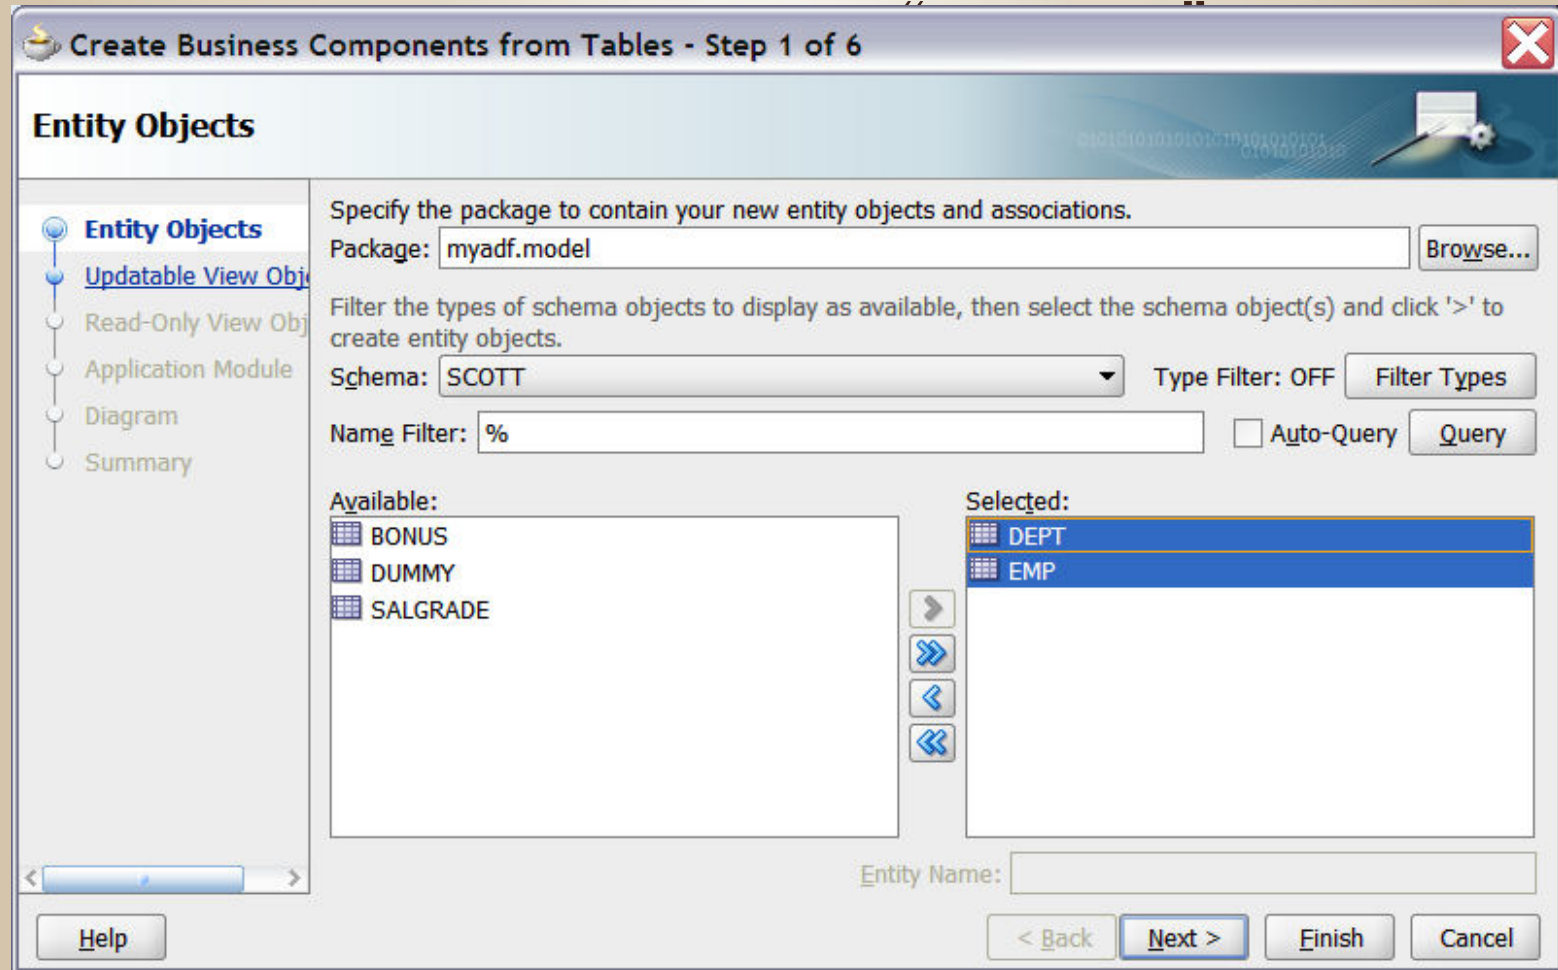 Create Business Components from Tables - Step 1 of 6
Entity Objects
Entity Objects
Updatable View Obj
Read-Only View Obj
Application Module
Diagram
Summary
Specify the package to contain your new entity objects and associations.
Package: myadf.model Browse...
Filter the types of schema objects to display as available, then select the schema object(s) and click '>' to
create entity objects.
Schema: SCOTT Type Filter: OFF Filter Types
Name Filter: % Auto-Query Query
Available: Selected:
BONUS DEPT
DUMMY EMP
SALGRADE
Entity Name:
Help < Back Next > Finish Cancel